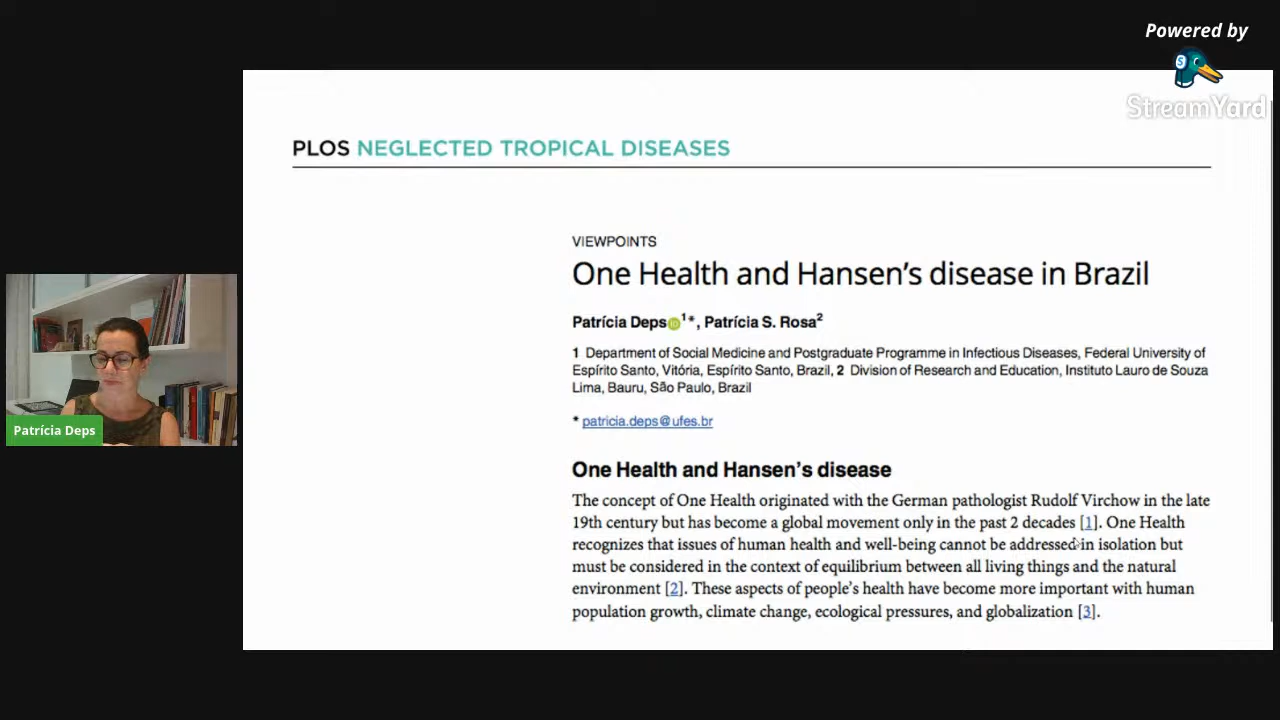 Powered by
StreamYard
PLOS NEGLECTED TROPICAL DISEASES
VIEWPOINTS
One Health and Hansen's disease in Brazil
Patrícia Deps 1*, Patrícia S. Rosa2
1 Department of Social Medicine and Postgraduate Programme in Infectious Diseases, Federal University of
Espírito Santo, Vitória, Espírito Santo, Brazil, 2 Division of Research and Education, Instituto Lauro de Souza
Lima, Bauru, São Paulo, Brazil
* patricia.deps@ufes.br
One Health and Hansen's disease
The concept of One Health originated with the German pathologist Rudolf Virchow in the late
19th century but has become a global movement only in the past 2 decades [1]. One Health
recognizes that issues of human health and well-being cannot be addressed in isolation but
must be considered in the context of equilibrium between all living things and the natural
environment [2]. These aspects of people's health have become more important with human
population growth, climate change, ecological pressures, and globalization [3].
Patrícia Deps